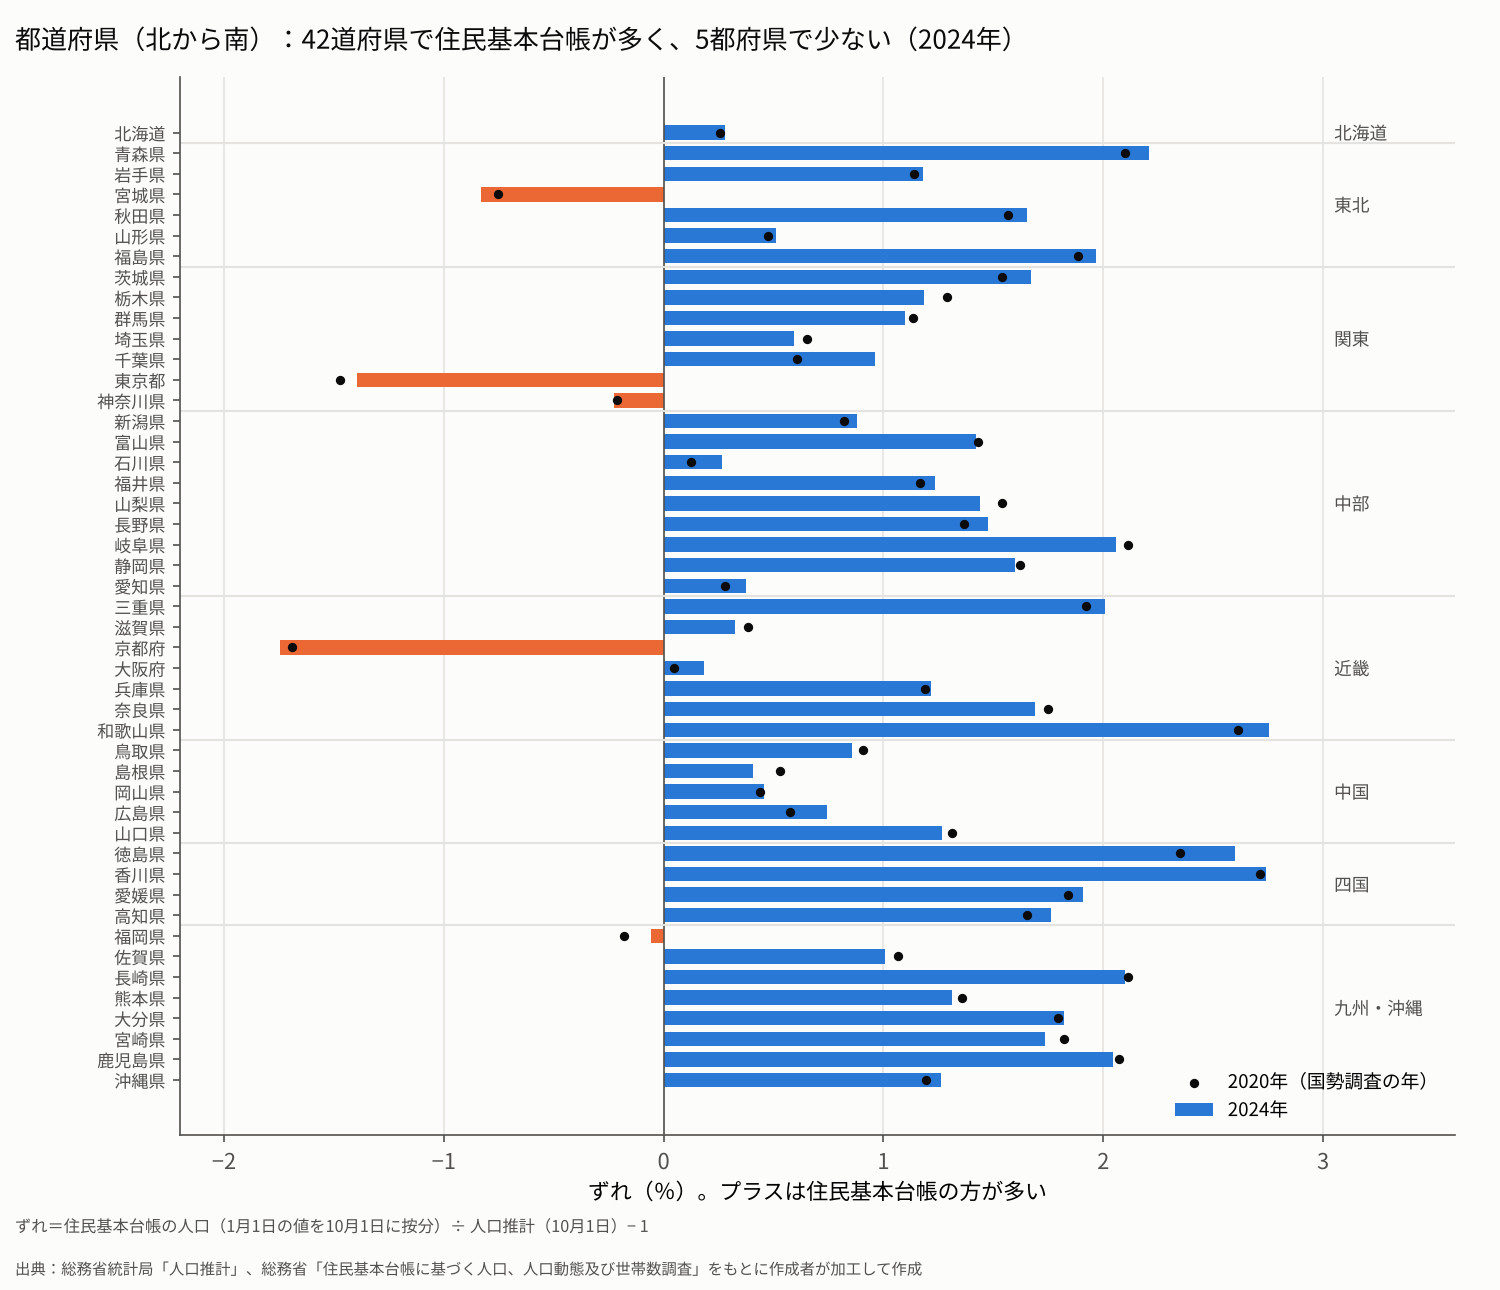 都道府県（北から南）：42道府県で住民基本台帳が多く、5都府県で少ない（2024年）
北海道
青森県
岩手県
宮城県
秋田県
山形県
福島県
茨城県
栃木県
群馬県
埼玉県
千葉県
東京都
神奈川県
新潟県
富山県
石川県
福井県
山梨県
長野県
岐阜県
静岡県
愛知県
三重県
滋賀県
京都府
大阪府
兵庫県
奈良県
和歌山県
鳥取県
島根県
岡山県
広島県
山口県
徳島県
香川県
愛媛県
高知県
福岡県
佐賀県
長崎県
熊本県
大分県
宮崎県
鹿児島県
沖縄県
北海道
東北
関東
中部
近畿
中国
四国
九州・沖縄
2020年（国勢調査の年）
2024年
−2
−1
0
1
2
3
ずれ（％）。プラスは住民基本台帳の方が多い
ずれ＝住民基本台帳の人口（1月1日の値を10月1日に按分）÷ 人口推計（10月1日）− 1
出典：総務省統計局「人口推計」、総務省「住民基本台帳に基づく人口、人口動態及び世帯数調査」をもとに作成者が加工して作成